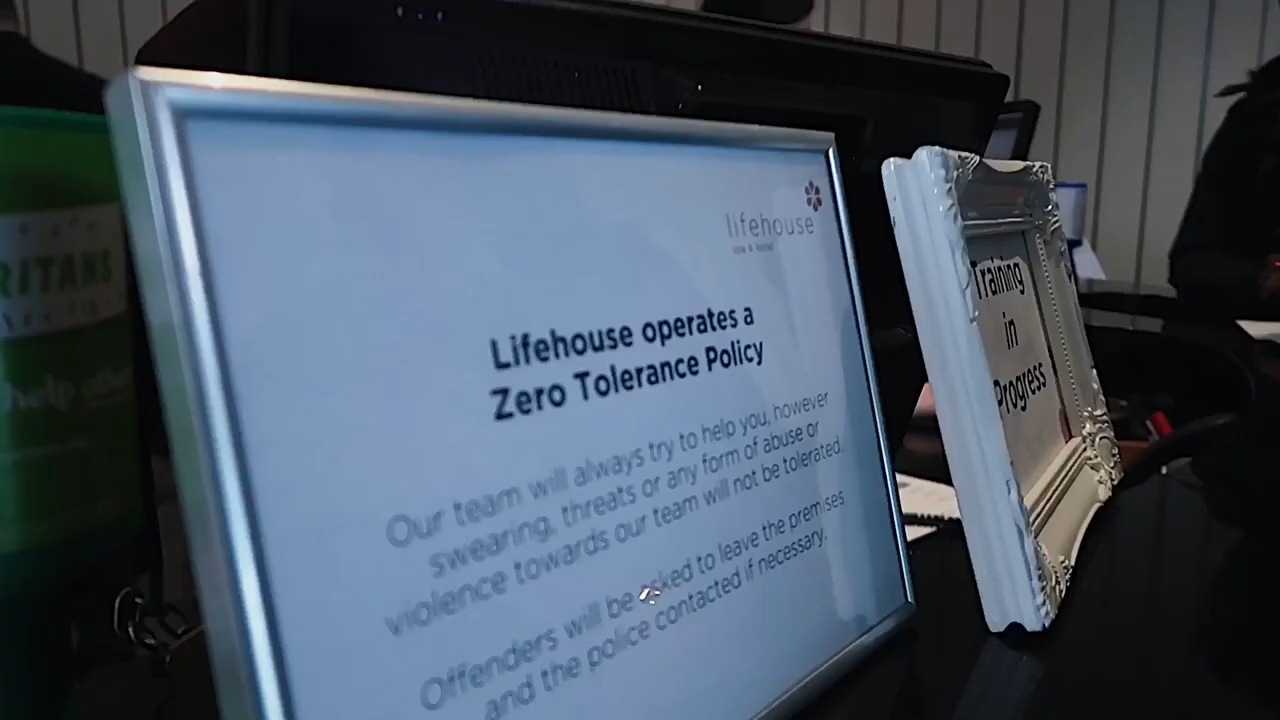 lifehouse
Lifehouse operates a
Zero Tolerance Policy
Our team will always try to help you, however
swearing, threats or any form of abuse or
violence towards our team will not be tolerated.
Offenders will be asked to leave the premises
and the police contacted if necessary.
Training
in
Progress
RITANS
help